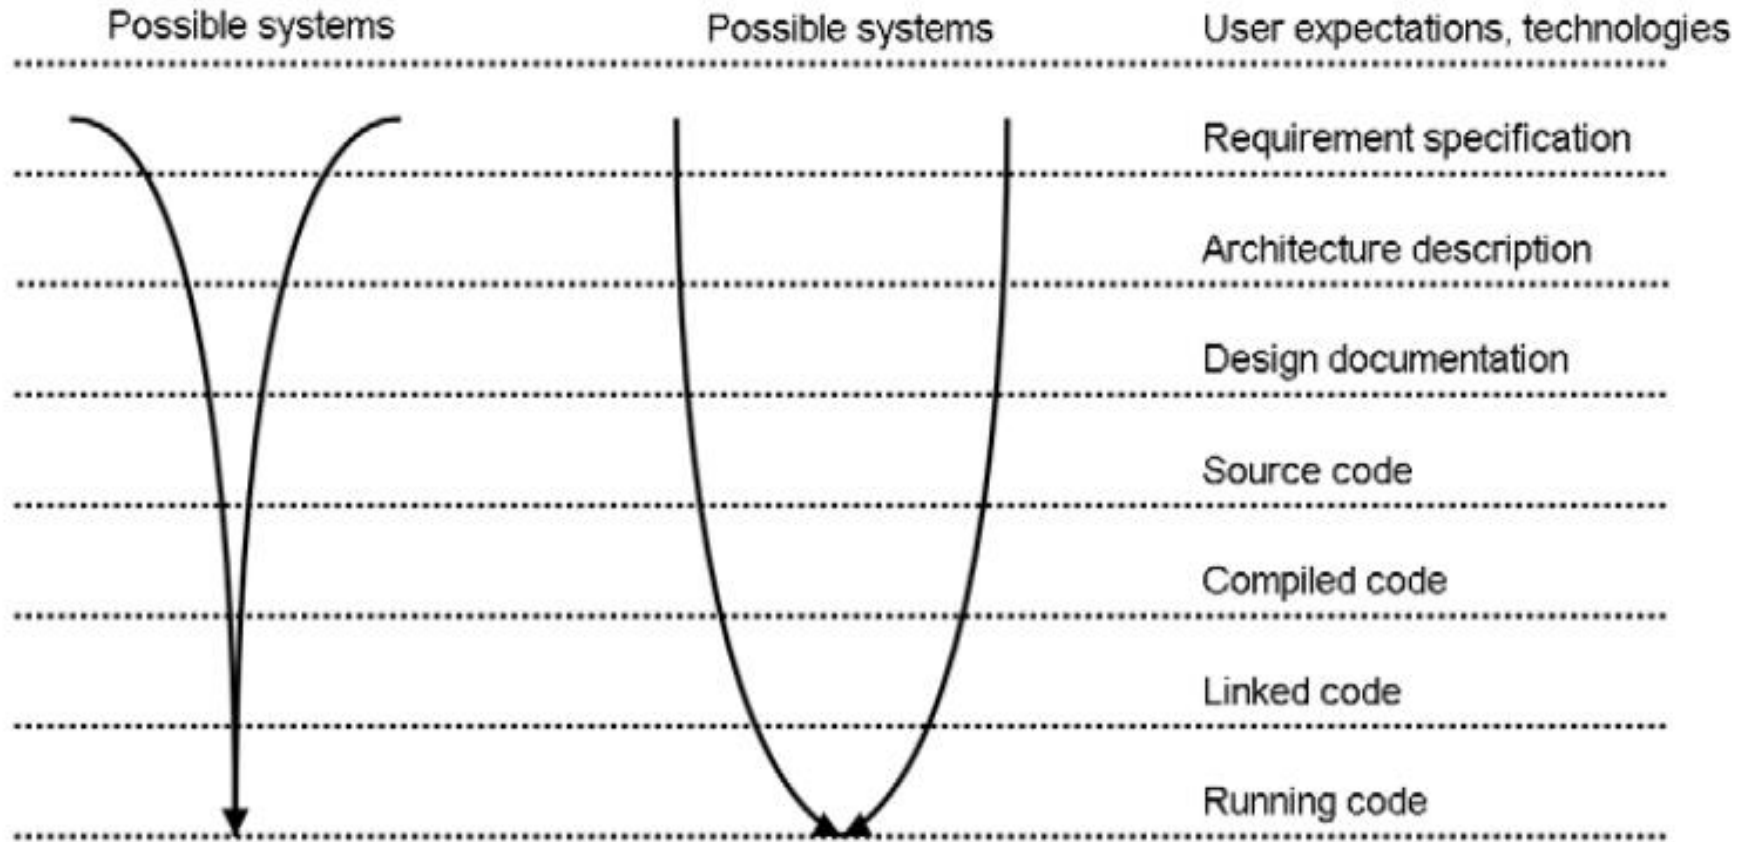 Possible systems
Possible systems
User expectations, technologies
Requirement specification
Architecture description
Design documentation
Source code
Compiled code
Linked code
Running code